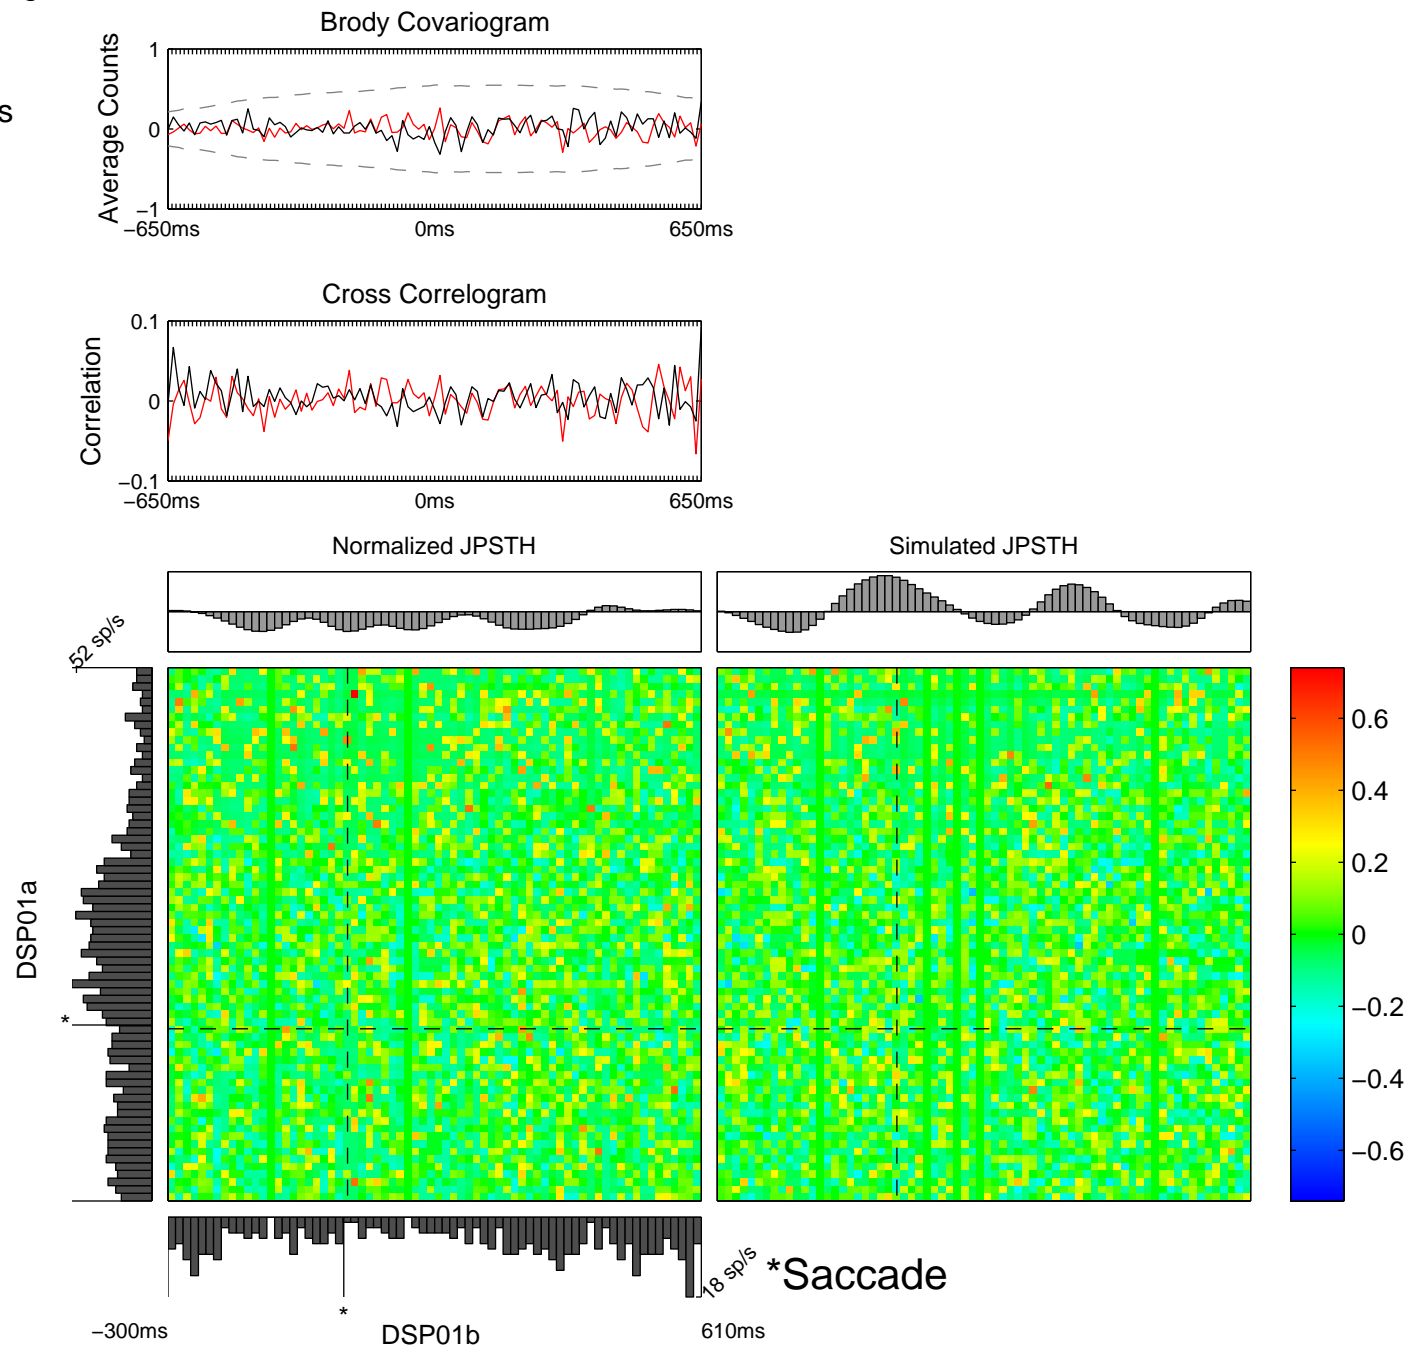 Brody Covariogram
Average Counts
1
0
−1
−650ms
0ms
650ms
s
Cross Correlogram
Correlation
0.1
0
−0.1
−650ms
0ms
650ms
Normalized JPSTH
Simulated JPSTH
52 sp/s
DSP01a
*
0.6
0.4
0.2
0
−0.2
−0.4
−0.6
18 sp/s
*Saccade
*
−300ms
DSP01b
610ms